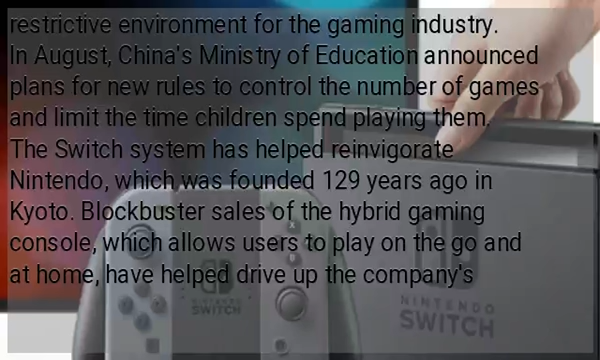 restrictive environment for the gaming industry.
In August, China's Ministry of Education announced
plans for new rules to control the number of games
and limit the time children spend playing them.
The Switch system has helped reinvigorate
Nintendo, which was founded 129 years ago in
Kyoto. Blockbuster sales of the hybrid gaming
console, which allows users to play on the go and
at home, have helped drive up the company's
NINTENDO
SWITCH
NINTENDO
SWITCH